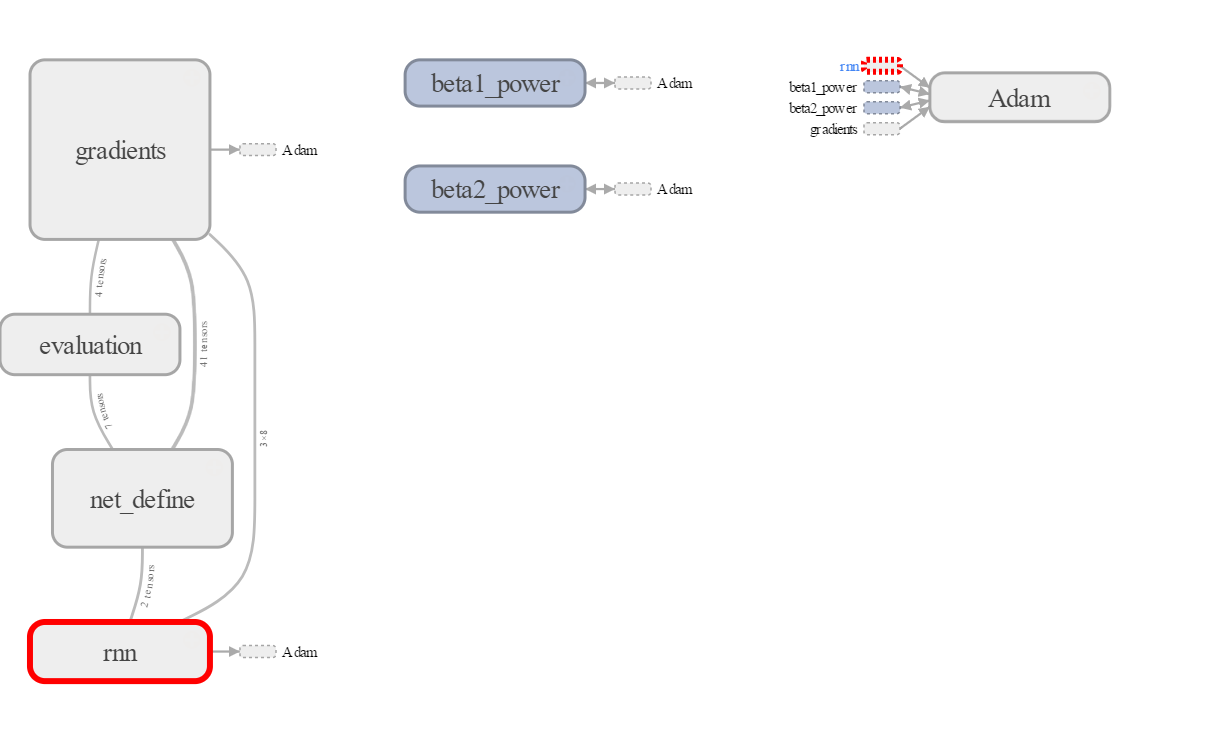 gradients
Adam
4 tensors
41 tensors
evaluation
7 tensors
3×8
net_define
2 tensors
rnn
Adam
beta1_power
Adam
beta2_power
Adam
rnn
beta1_power
beta2_power
gradients
Adam